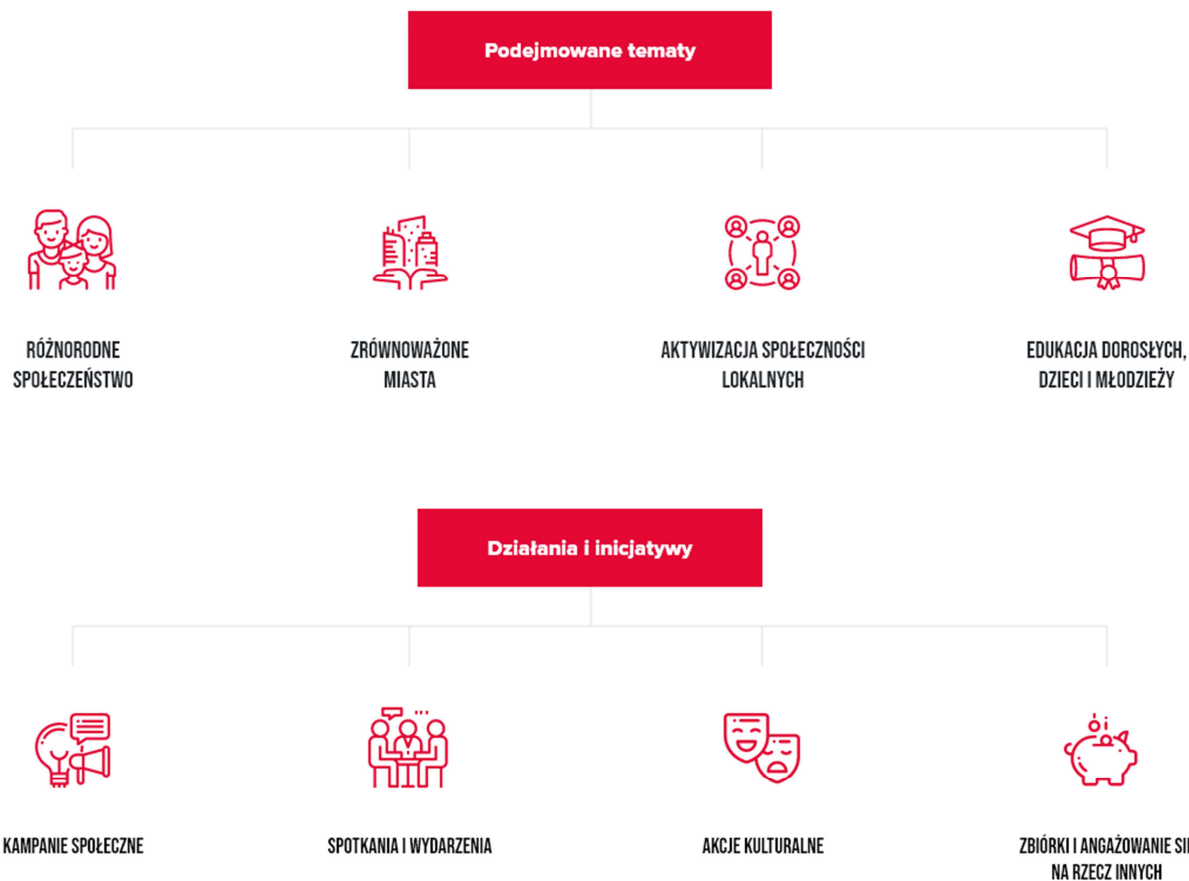 Podejmowane tematy
RÓŻNORODNE
SPOŁECZEŃSTWO
ZRÓWNOWAŻONE
MIASTA
AKTYWIZACJA SPOŁECZNOŚCI
LOKALNYCH
EDUKACJA DOROSŁYCH,
DZIECI I MŁODZIEŻY
Działania i inicjatywy
KAMPANIE SPOŁECZNE
SPOTKANIA I WYDARZENIA
AKCJE KULTURALNE
ZBIÓRKI I ANGAŻOWANIE
NA RZECZ INNYCH